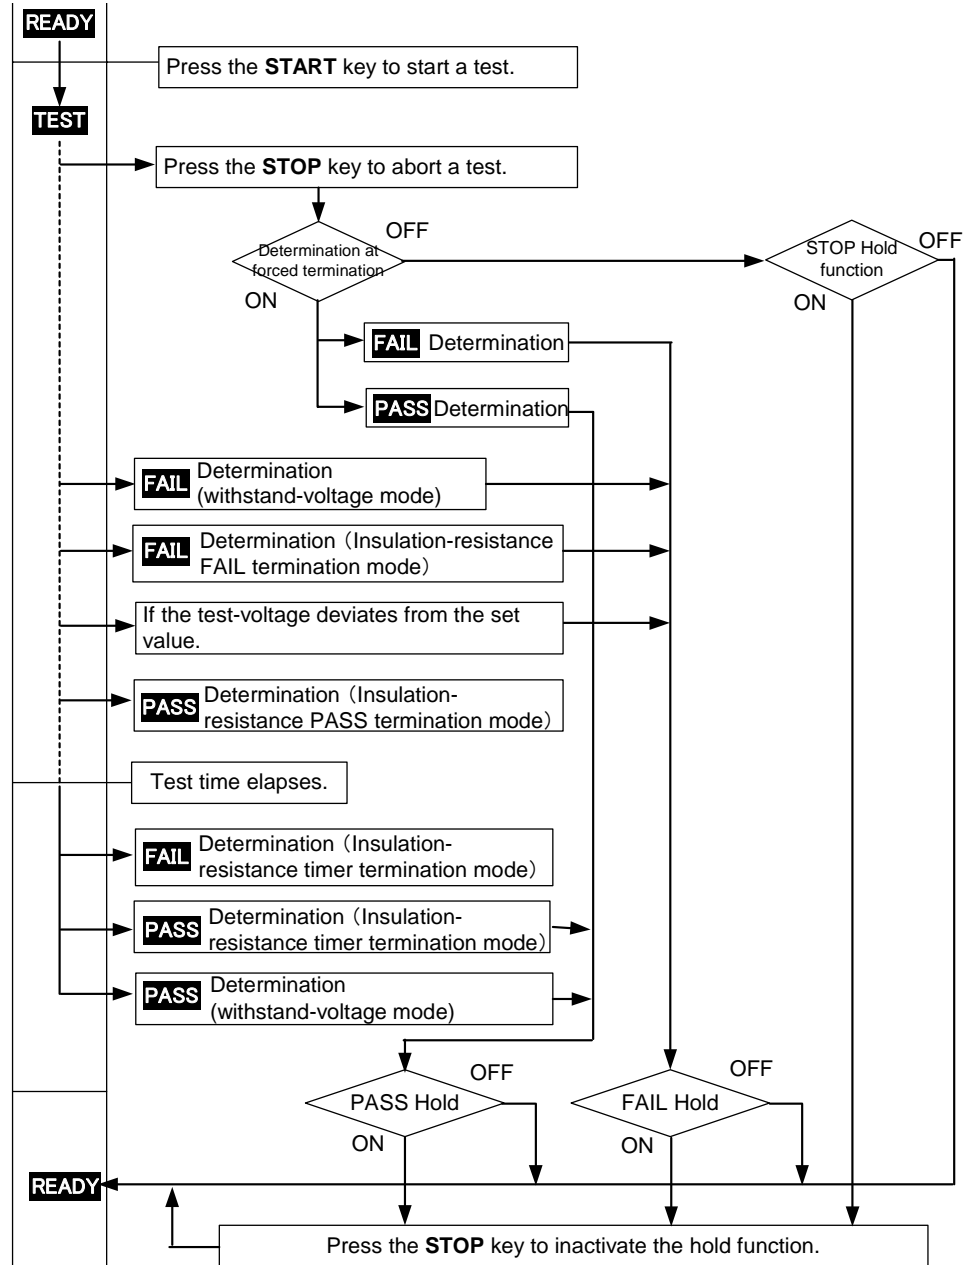 READY
Press the START key to start a test.
TEST
Press the STOP key to abort a test.
OFF
Determination at
forced termination
ON
STOP Hold
function
OFF
ON
FAIL Determination
PASS Determination
FAIL Determination
(withstand-voltage mode)
FAIL Determination（Insulation-resistance
FAIL termination mode）
If the test-voltage deviates from the set
value.
PASS Determination（Insulation-
resistance PASS termination mode）
Test time elapses.
FAIL Determination（Insulation-
resistance timer termination mode）
PASS Determination（Insulation-
resistance timer termination mode）
PASS Determination
(withstand-voltage mode)
OFF
PASS Hold
ON
OFF
FAIL Hold
ON
READY
Press the STOP key to inactivate the hold function.